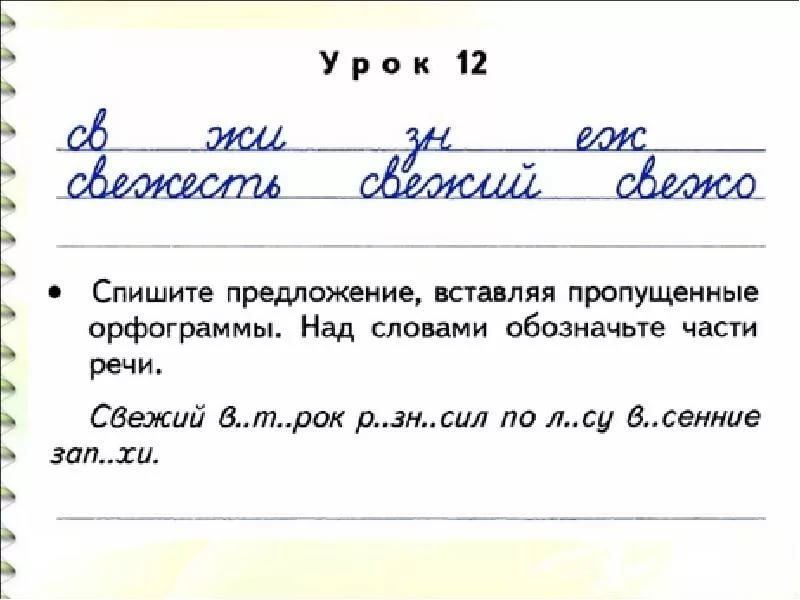 Урок 12
св жи зн еж
свежесть свежий свежо
• Спишите предложение, вставляя пропущенные
орфограммы. Над словами обозначьте части
речи.
Свежий в..т..рок р..зн..сил по л..су в..сенние
зап..хи.